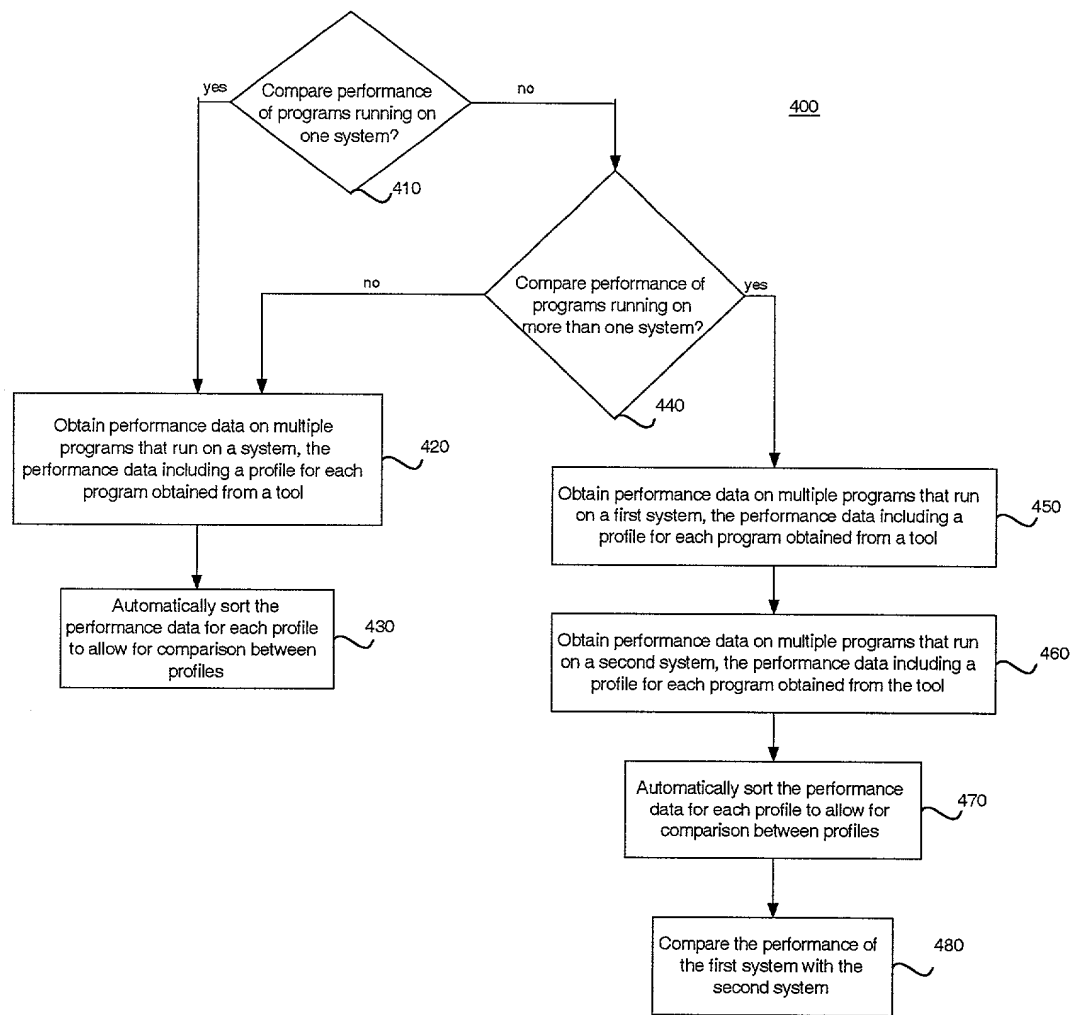 Compare performance
of programs running on
one system?
yes
no
400
410
Compare performance of
programs running on
more than one system?
no
yes
440
Obtain performance data on multiple
programs that run on a system, the
performance data including a profile for each
program obtained from a tool
420
Automatically sort the
performance data for each profile
to allow for comparison between
profiles
430
Obtain performance data on multiple programs that run
on a first system, the performance data including a
profile for each program obtained from a tool
450
Obtain performance data on multiple programs that run
on a second system, the performance data including a
profile for each program obtained from the tool
460
Automatically sort the performance
data for each profile to allow for
comparison between profiles
470
Compare the performance of
the first system with the
second system
480